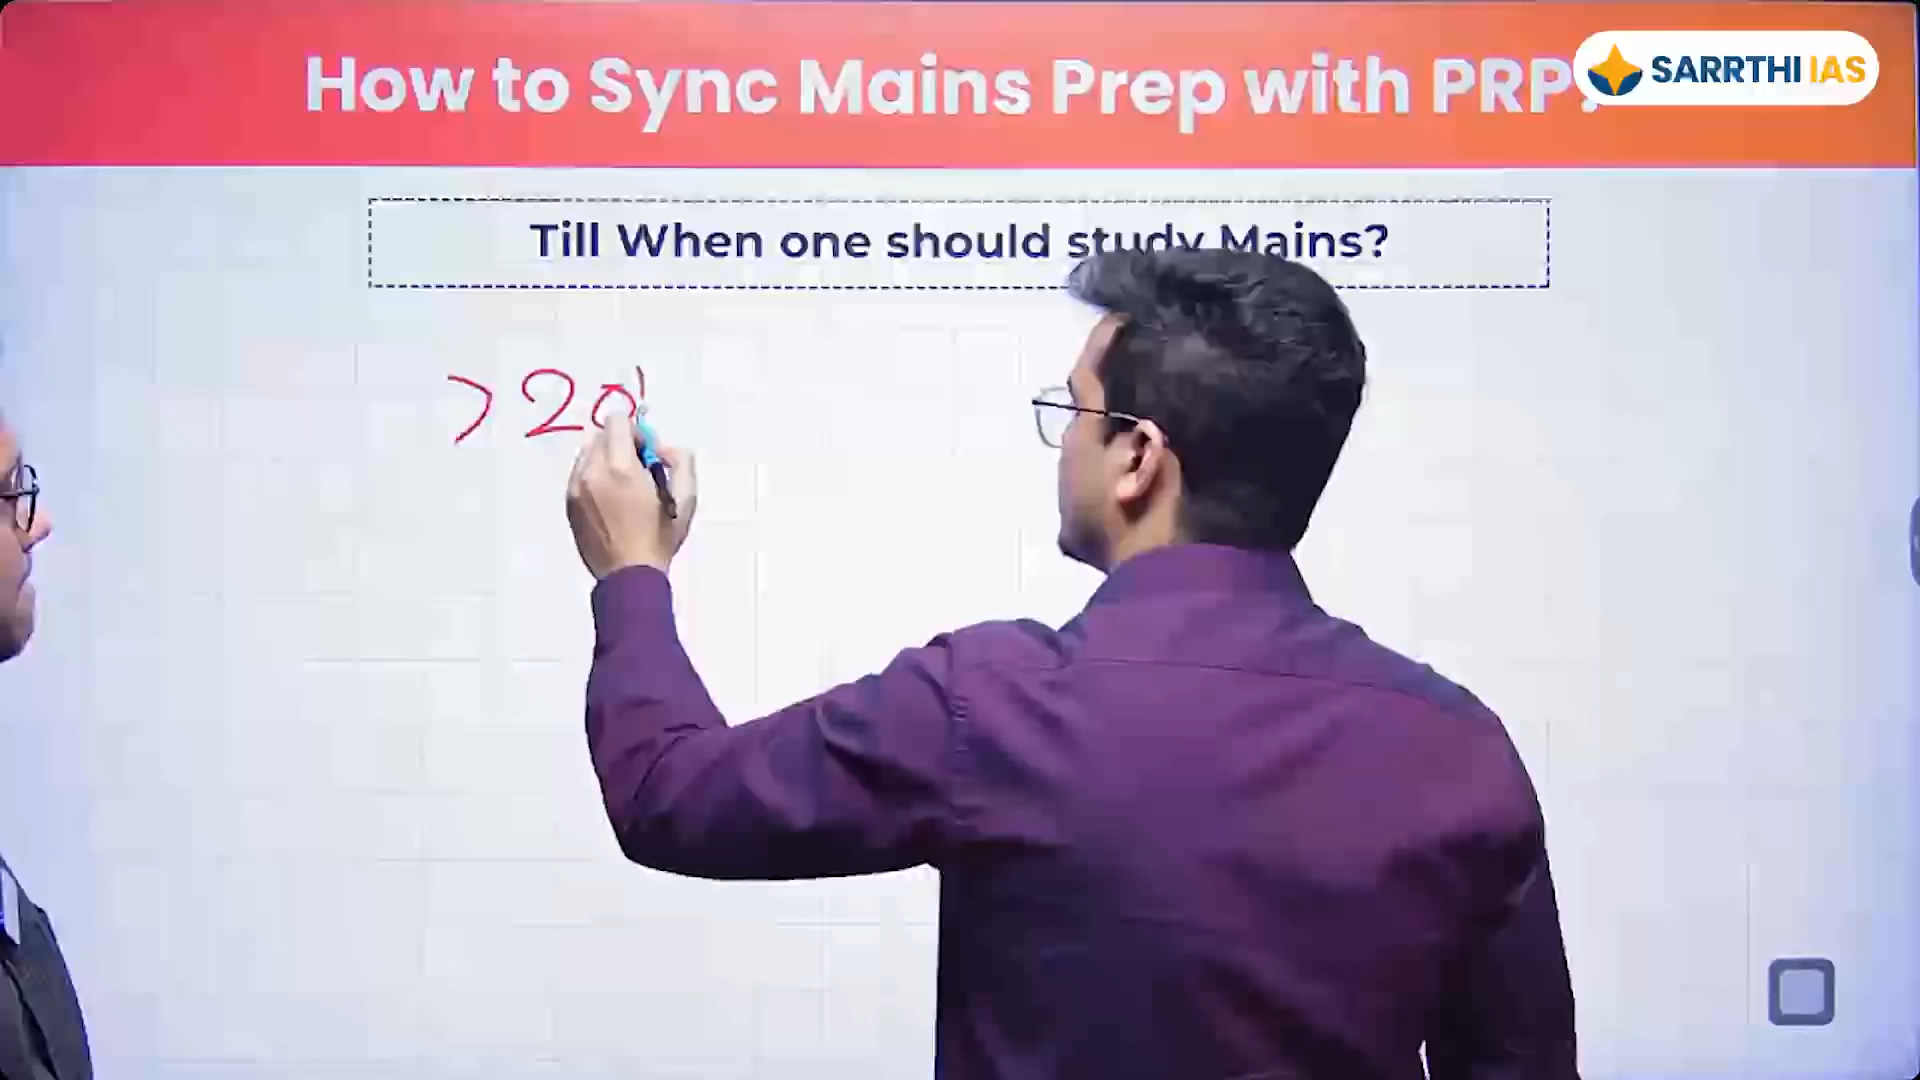 How to Sync Mains Prep with PRP?
SARRTHI IAS
Till When one should study Mains?
> 20